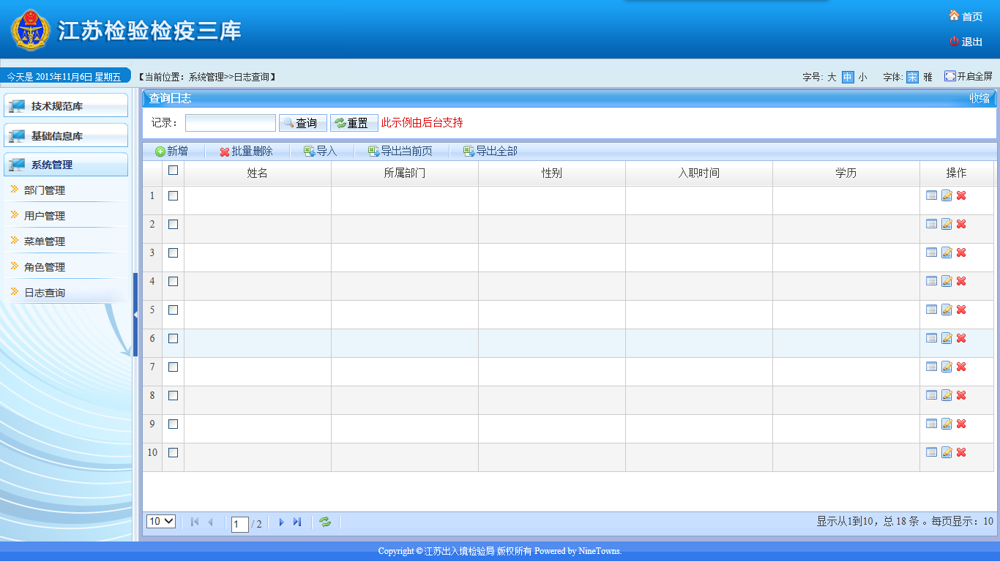 江苏检验检疫三库
首页
退出
今天是 2015年11月6日 星期五 【当前位置：系统管理>>日志查询】 字号: 大 中 小 字体: 宋 雅 开启全屏
技术规范库
基础信息库
系统管理
部门管理
用户管理
菜单管理
角色管理
日志查询
查询日志 收缩
记录： 查询 重置 此示例由后台支持
新增 批量删除 导入 导出当前页 导出全部
姓名 所属部门 性别 入职时间 学历 操作
1
2
3
4
5
6
7
8
9
10
10 1 / 2 显示从1到10，总 18 条 。每页显示：10
Copyright © 江苏出入境检验局 版权所有 Powered by NineTowns.